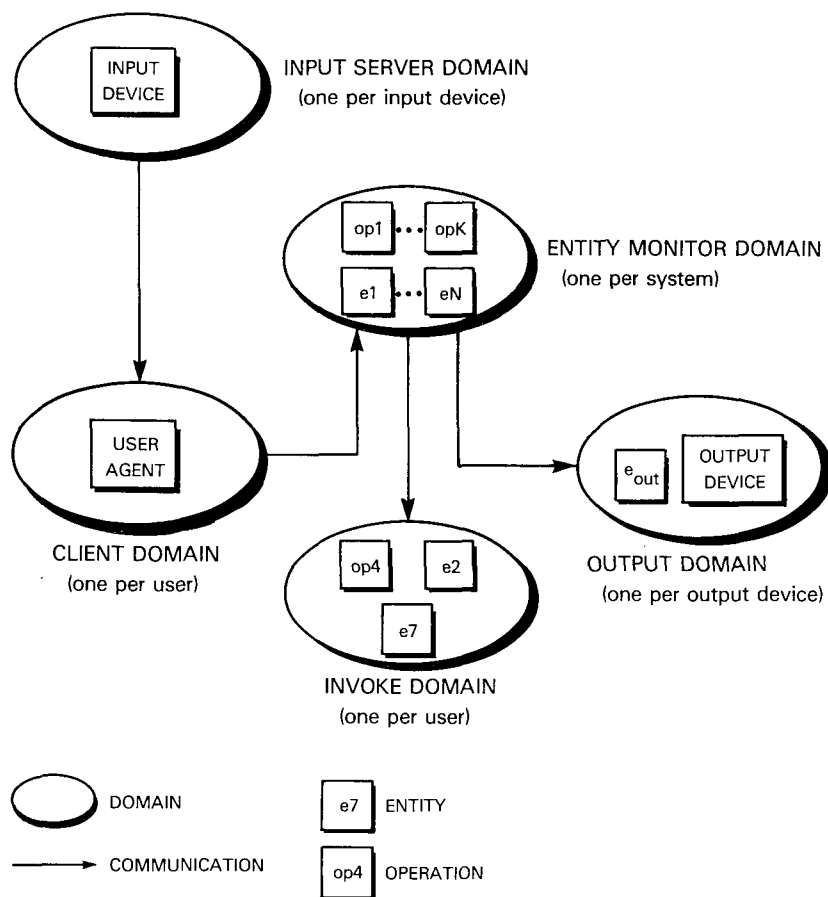 INPUT
DEVICE
INPUT SERVER DOMAIN
(one per input device)
op1 ••• opK
e1 ••• eN
ENTITY MONITOR DOMAIN
(one per system)
USER
AGENT
CLIENT DOMAIN
(one per user)
e out
OUTPUT
DEVICE
OUTPUT DOMAIN
(one per output device)
op4
e2
e7
INVOKE DOMAIN
(one per user)
DOMAIN
e7
ENTITY
COMMUNICATION
op4
OPERATION